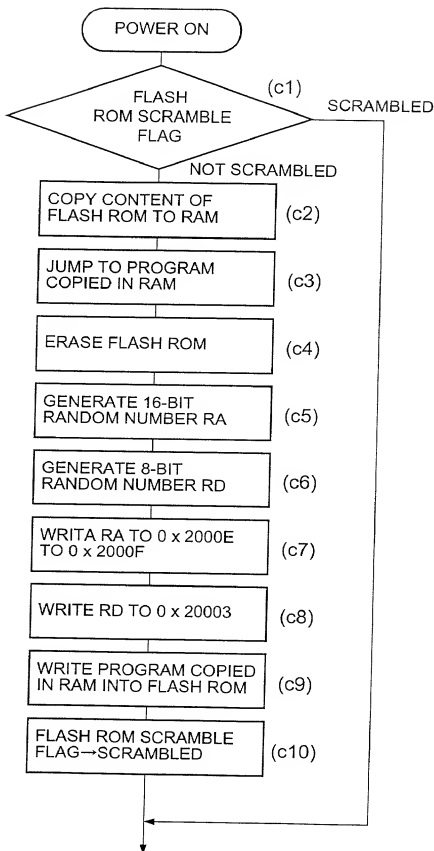 POWER ON
(c1)
FLASH
ROM SCRAMBLE
FLAG
SCRAMBLED
NOT SCRAMBLED
COPY CONTENT OF
FLASH ROM TO RAM
(c2)
JUMP TO PROGRAM
COPIED IN RAM
(c3)
ERASE FLASH ROM
(c4)
GENERATE 16-BIT
RANDOM NUMBER RA
(c5)
GENERATE 8-BIT
RANDOM NUMBER RD
(c6)
WRITA RA TO 0 x 2000E
TO 0 x 2000F
(c7)
WRITE RD TO 0 x 20003
(c8)
WRITE PROGRAM COPIED
IN RAM INTO FLASH ROM
(c9)
FLASH ROM SCRAMBLE
FLAG→SCRAMBLED
(c10)